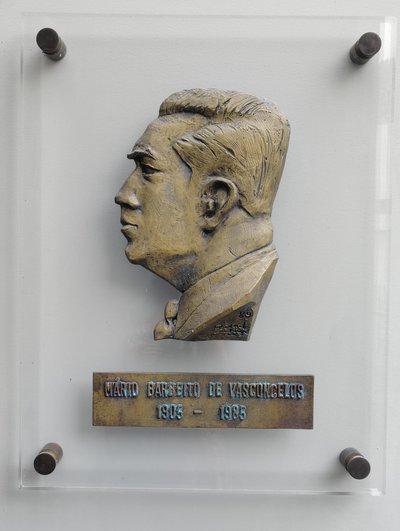 MÁRIO BARBEITO DE VASCONCELOS
1905 - 1985